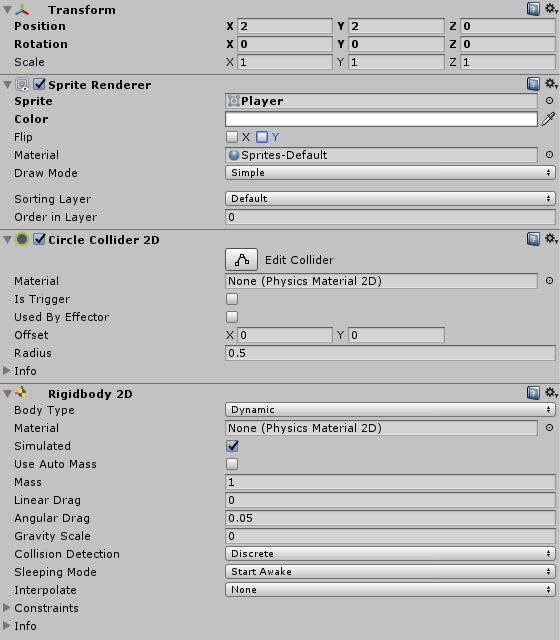 Transform
Position X 2 Y 2 Z 0
Rotation X 0 Y 0 Z 0
Scale X 1 Y 1 Z 1
Sprite Renderer
Sprite Player
Color
Flip X Y
Material Sprites-Default
Draw Mode Simple
Sorting Layer Default
Order in Layer 0
Circle Collider 2D
Edit Collider
Material None (Physics Material 2D)
Is Trigger
Used By Effector
Offset X 0 Y 0
Radius 0.5
Info
Rigidbody 2D
Body Type Dynamic
Material None (Physics Material 2D)
Simulated
Use Auto Mass
Mass 1
Linear Drag 0
Angular Drag 0.05
Gravity Scale 0
Collision Detection Discrete
Sleeping Mode Start Awake
Interpolate None
Constraints
Info